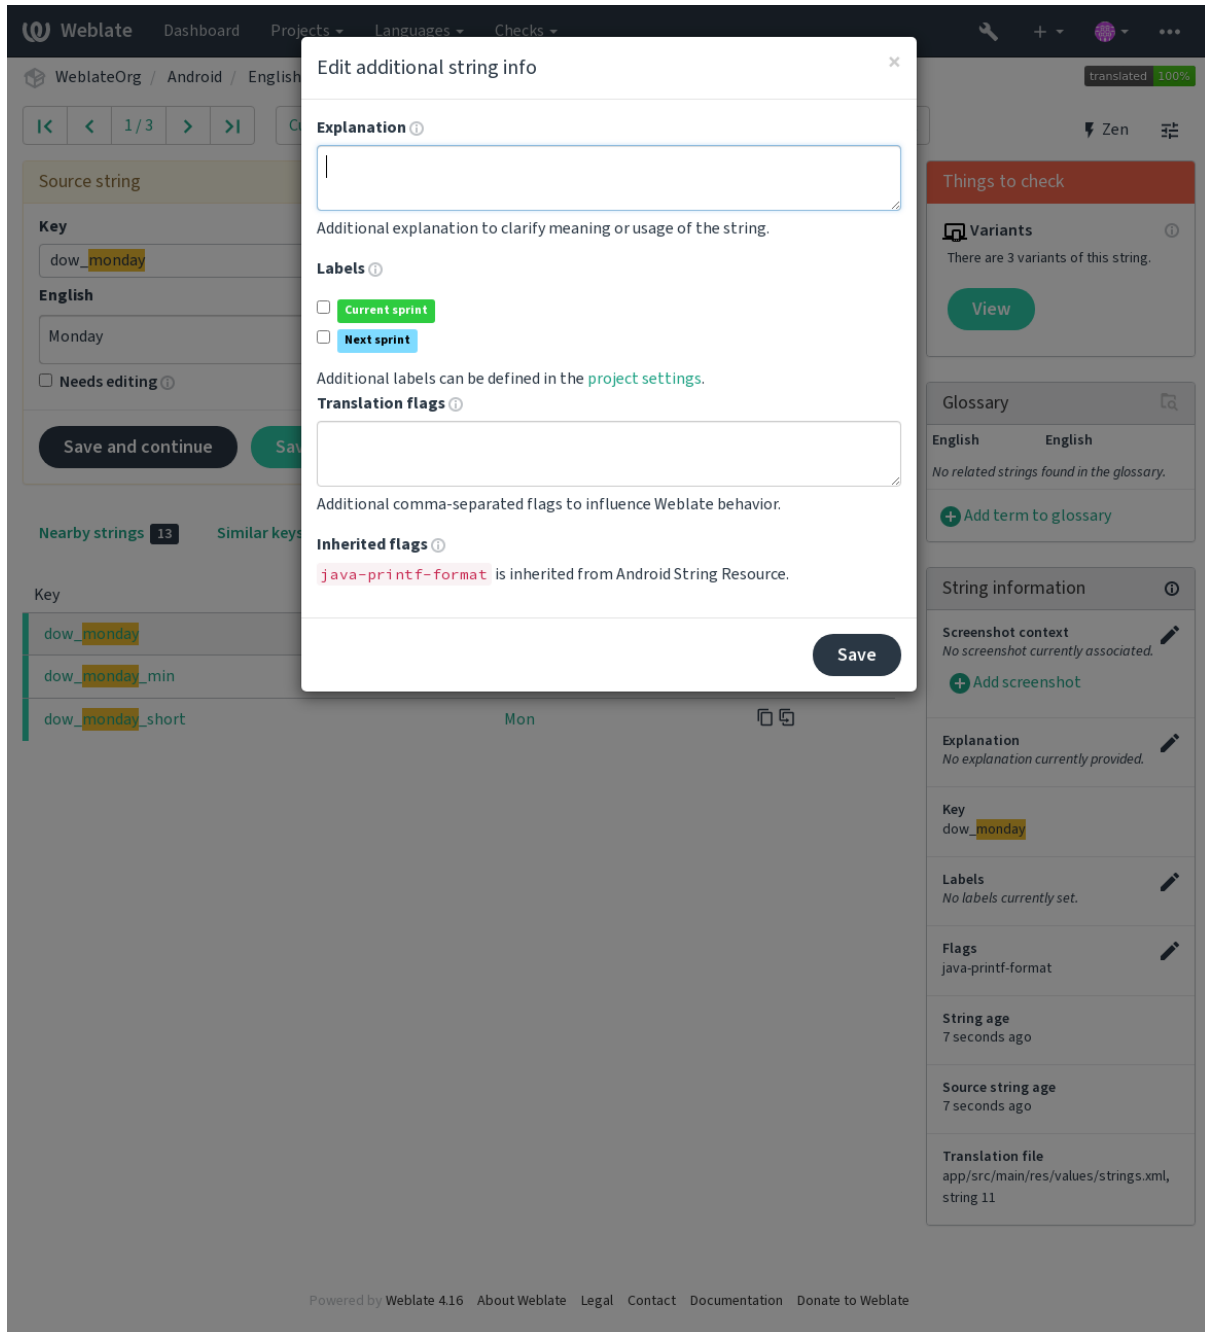 Weblate Dashboard Projects Languages Checks
WeblateOrg / Android / English
translated 100%
1 / 3
Zen
Edit additional string info
×
Explanation
Additional explanation to clarify meaning or usage of the string.
Labels
Current sprint
Next sprint
Additional labels can be defined in the project settings.
Translation flags
Additional comma-separated flags to influence Weblate behavior.
Inherited flags
java-printf-format is inherited from Android String Resource.
Save
Source string
Key
dow_monday
English
Monday
Needs editing
Save and continue
Nearby strings 13 Similar keys
Key
dow_monday
dow_monday_min
dow_monday_short Mon
Things to check
Variants
There are 3 variants of this string.
View
Glossary
English English
No related strings found in the glossary.
Add term to glossary
String information
Screenshot context
No screenshot currently associated.
Add screenshot
Explanation
No explanation currently provided.
Key
dow_monday
Labels
No labels currently set.
Flags
java-printf-format
String age
7 seconds ago
Source string age
7 seconds ago
Translation file
app/src/main/res/values/strings.xml,
string 11
Powered by Weblate 4.16 About Weblate Legal Contact Documentation Donate to Weblate